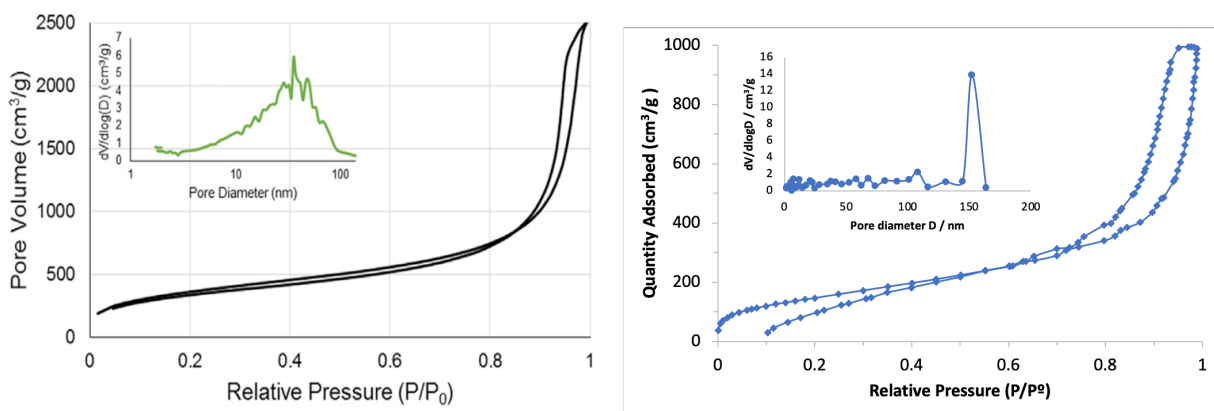 2500
2000
1500
1000
500
0
Pore Volume (cm³/g)
0 0.2 0.4 0.6 0.8 1
Relative Pressure (P/P₀)
7
6
5
4
3
2
1
0
dV/dlog(D) (cm³/g)
1 10 100
Pore Diameter (nm)
1000
800
600
400
200
0
Quantity Adsorbed (cm³/g )
0 0.2 0.4 0.6 0.8 1
Relative Pressure (P/Pº)
16
14
12
10
8
6
4
2
0
dV/dlogD / cm³/g
0 50 100 150 200
Pore diameter D / nm